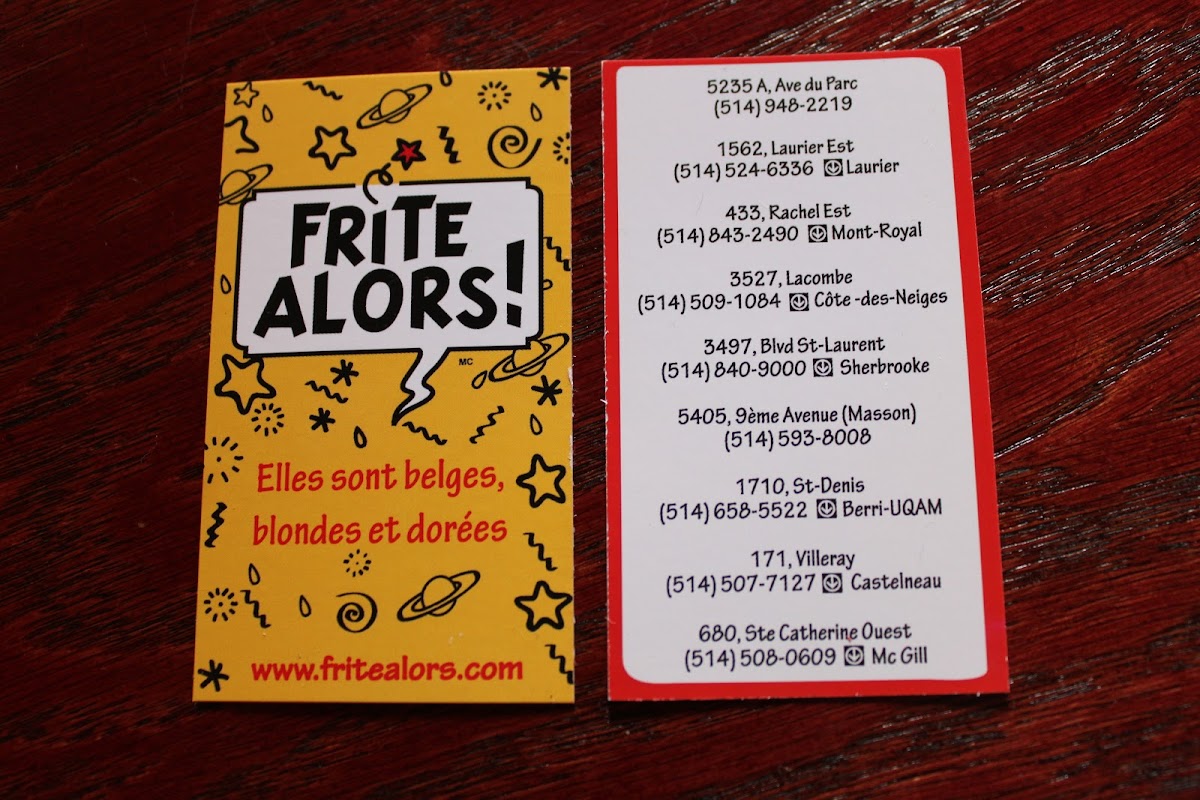 FRiTE
ALORS!
MC
Elles sont belges,
blondes et dorées
www.fritealors.com
5235 A, Ave du Parc
(514) 948-2219
1562, Laurier Est
(514) 524-6336 Laurier
433, Rachel Est
(514) 843-2490 Mont-Royal
3527, Lacombe
(514) 509-1084 Côte -des-Neiges
3497, Blvd St-Laurent
(514) 840-9000 Sherbrooke
5405, 9ème Avenue (Masson)
(514) 593-8008
1710, St-Denis
(514) 658-5522 Berri-UQAM
171, Villeray
(514) 507-7127 Castelneau
680, Ste Catherine Ouest
(514) 508-0609 Mc Gill